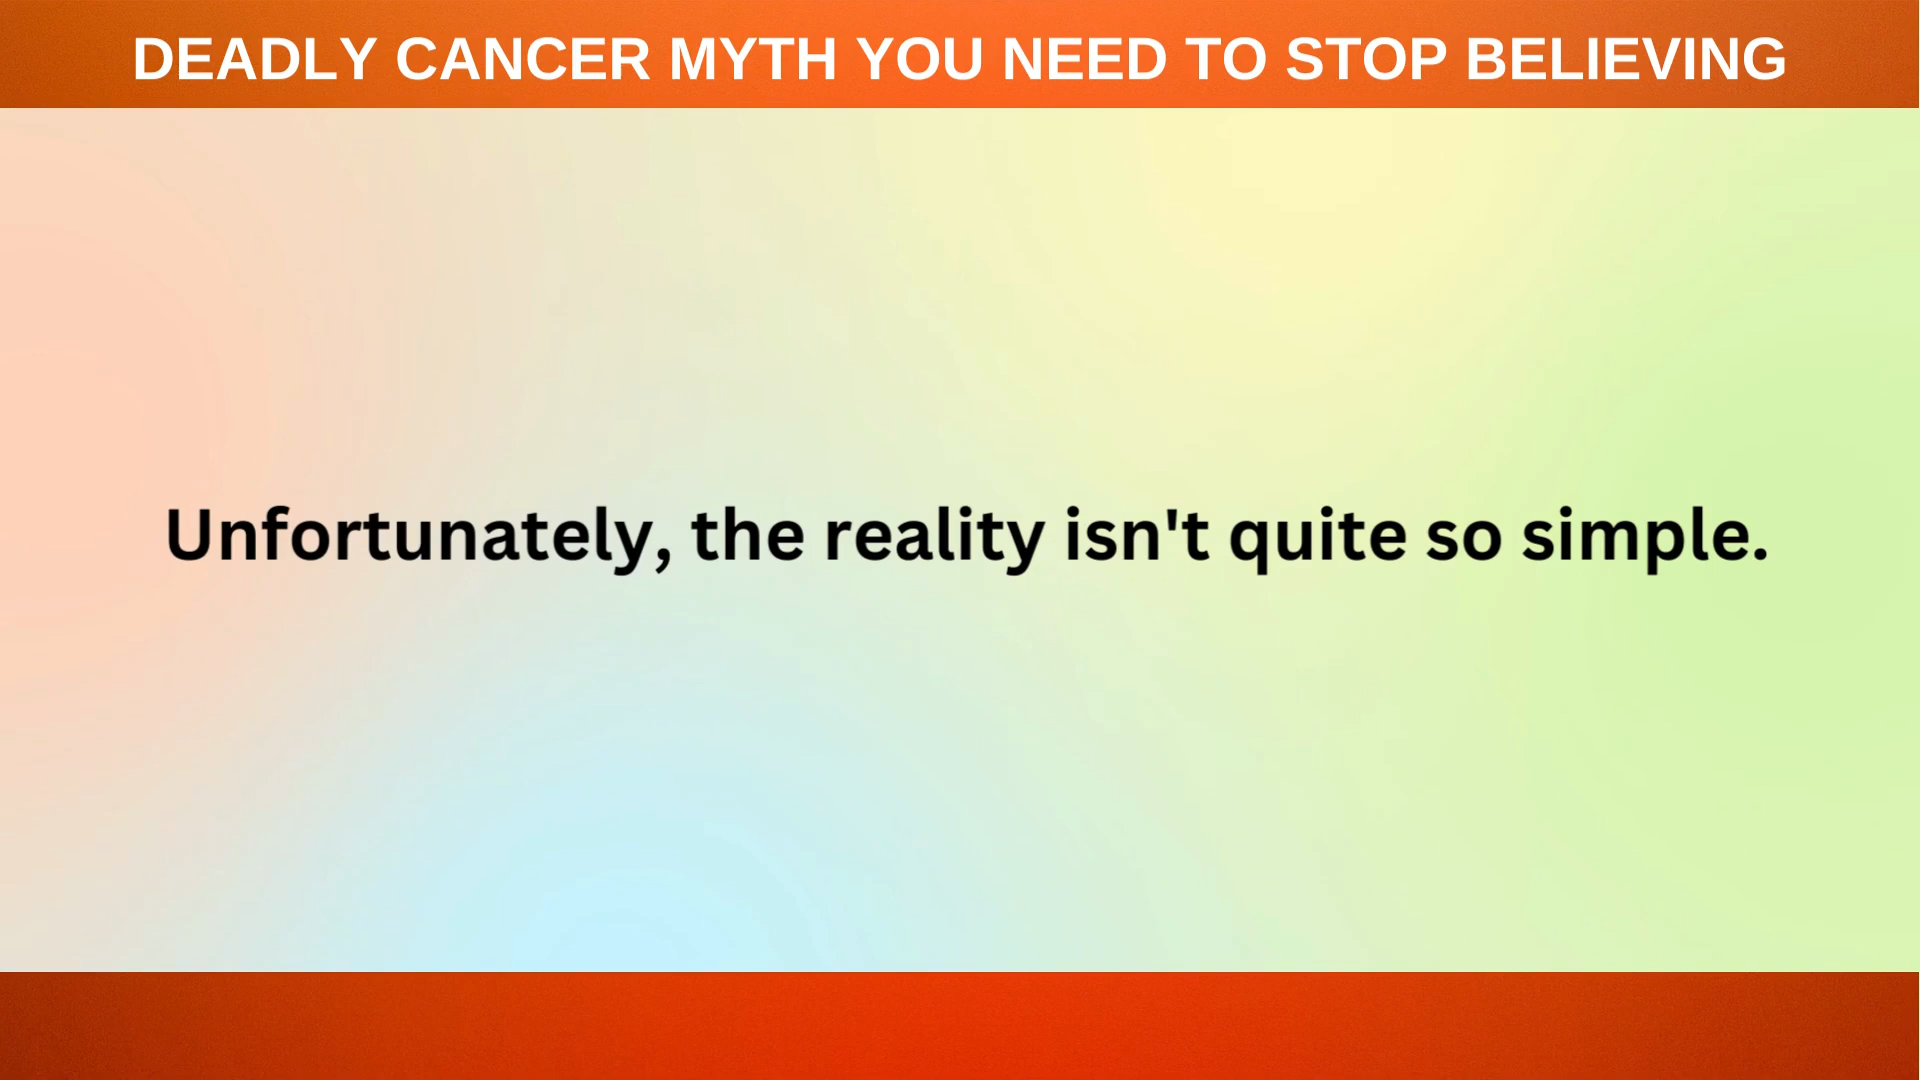 DEADLY CANCER MYTH YOU NEED TO STOP BELIEVING
Unfortunately, the reality isn't quite so simple.